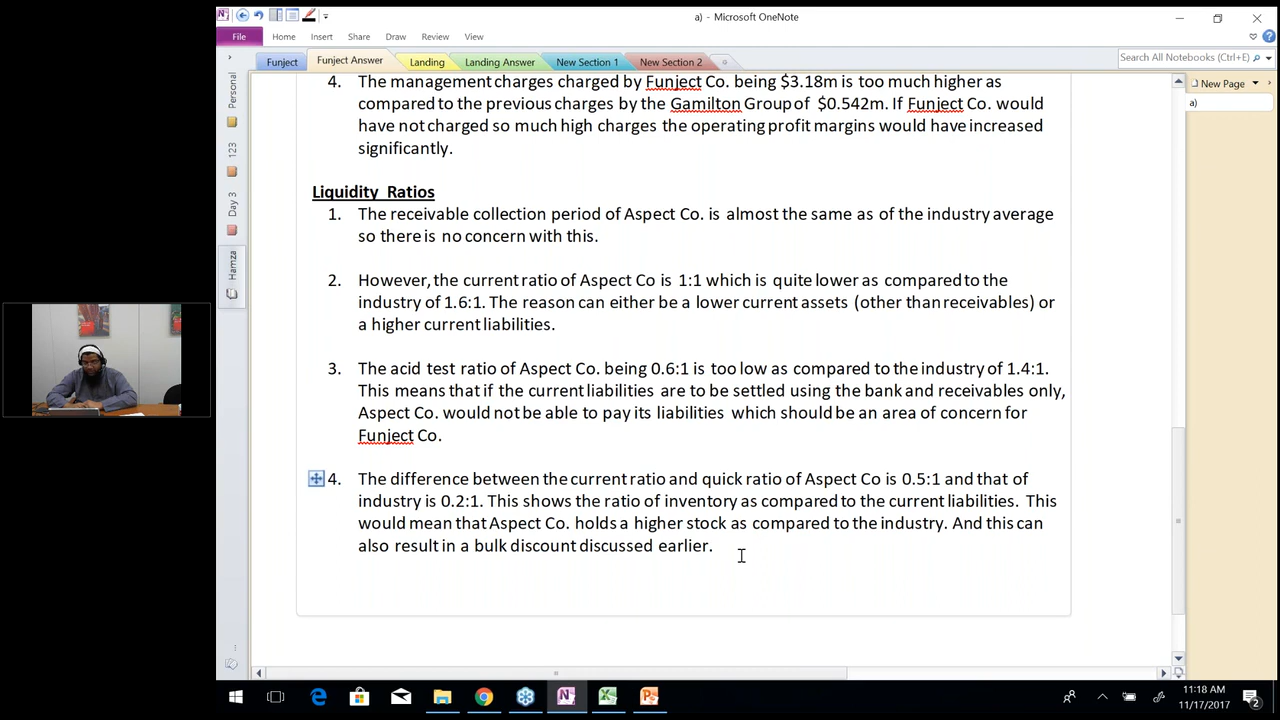 a) - Microsoft OneNote
File Home Insert Share Draw Review View
Funject Funject Answer Landing Landing Answer New Section 1 New Section 2
Search All Notebooks (Ctrl+E)
New Page
a)
Personal
123
Day 3
Hamza
4. The management charges charged by Funject Co. being $3.18m is too much higher as
compared to the previous charges by the Gamilton Group of $0.542m. If Funject Co. would
have not charged so much high charges the operating profit margins would have increased
significantly.
Liquidity Ratios
1. The receivable collection period of Aspect Co. is almost the same as of the industry average
so there is no concern with this.
2. However, the current ratio of Aspect Co is 1:1 which is quite lower as compared to the
industry of 1.6:1. The reason can either be a lower current assets (other than receivables) or
a higher current liabilities.
3. The acid test ratio of Aspect Co. being 0.6:1 is too low as compared to the industry of 1.4:1.
This means that if the current liabilities are to be settled using the bank and receivables only,
Aspect Co. would not be able to pay its liabilities which should be an area of concern for
Funject Co.
4. The difference between the current ratio and quick ratio of Aspect Co is 0.5:1 and that of
industry is 0.2:1. This shows the ratio of inventory as compared to the current liabilities. This
would mean that Aspect Co. holds a higher stock as compared to the industry. And this can
also result in a bulk discount discussed earlier.
11:18 AM
11/17/2017
2